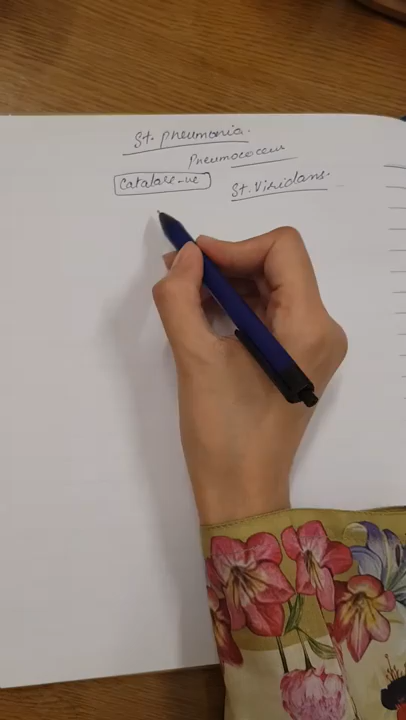 St. pneumonia.
Pneumococcus
Catalase -ve
St. Viridans.